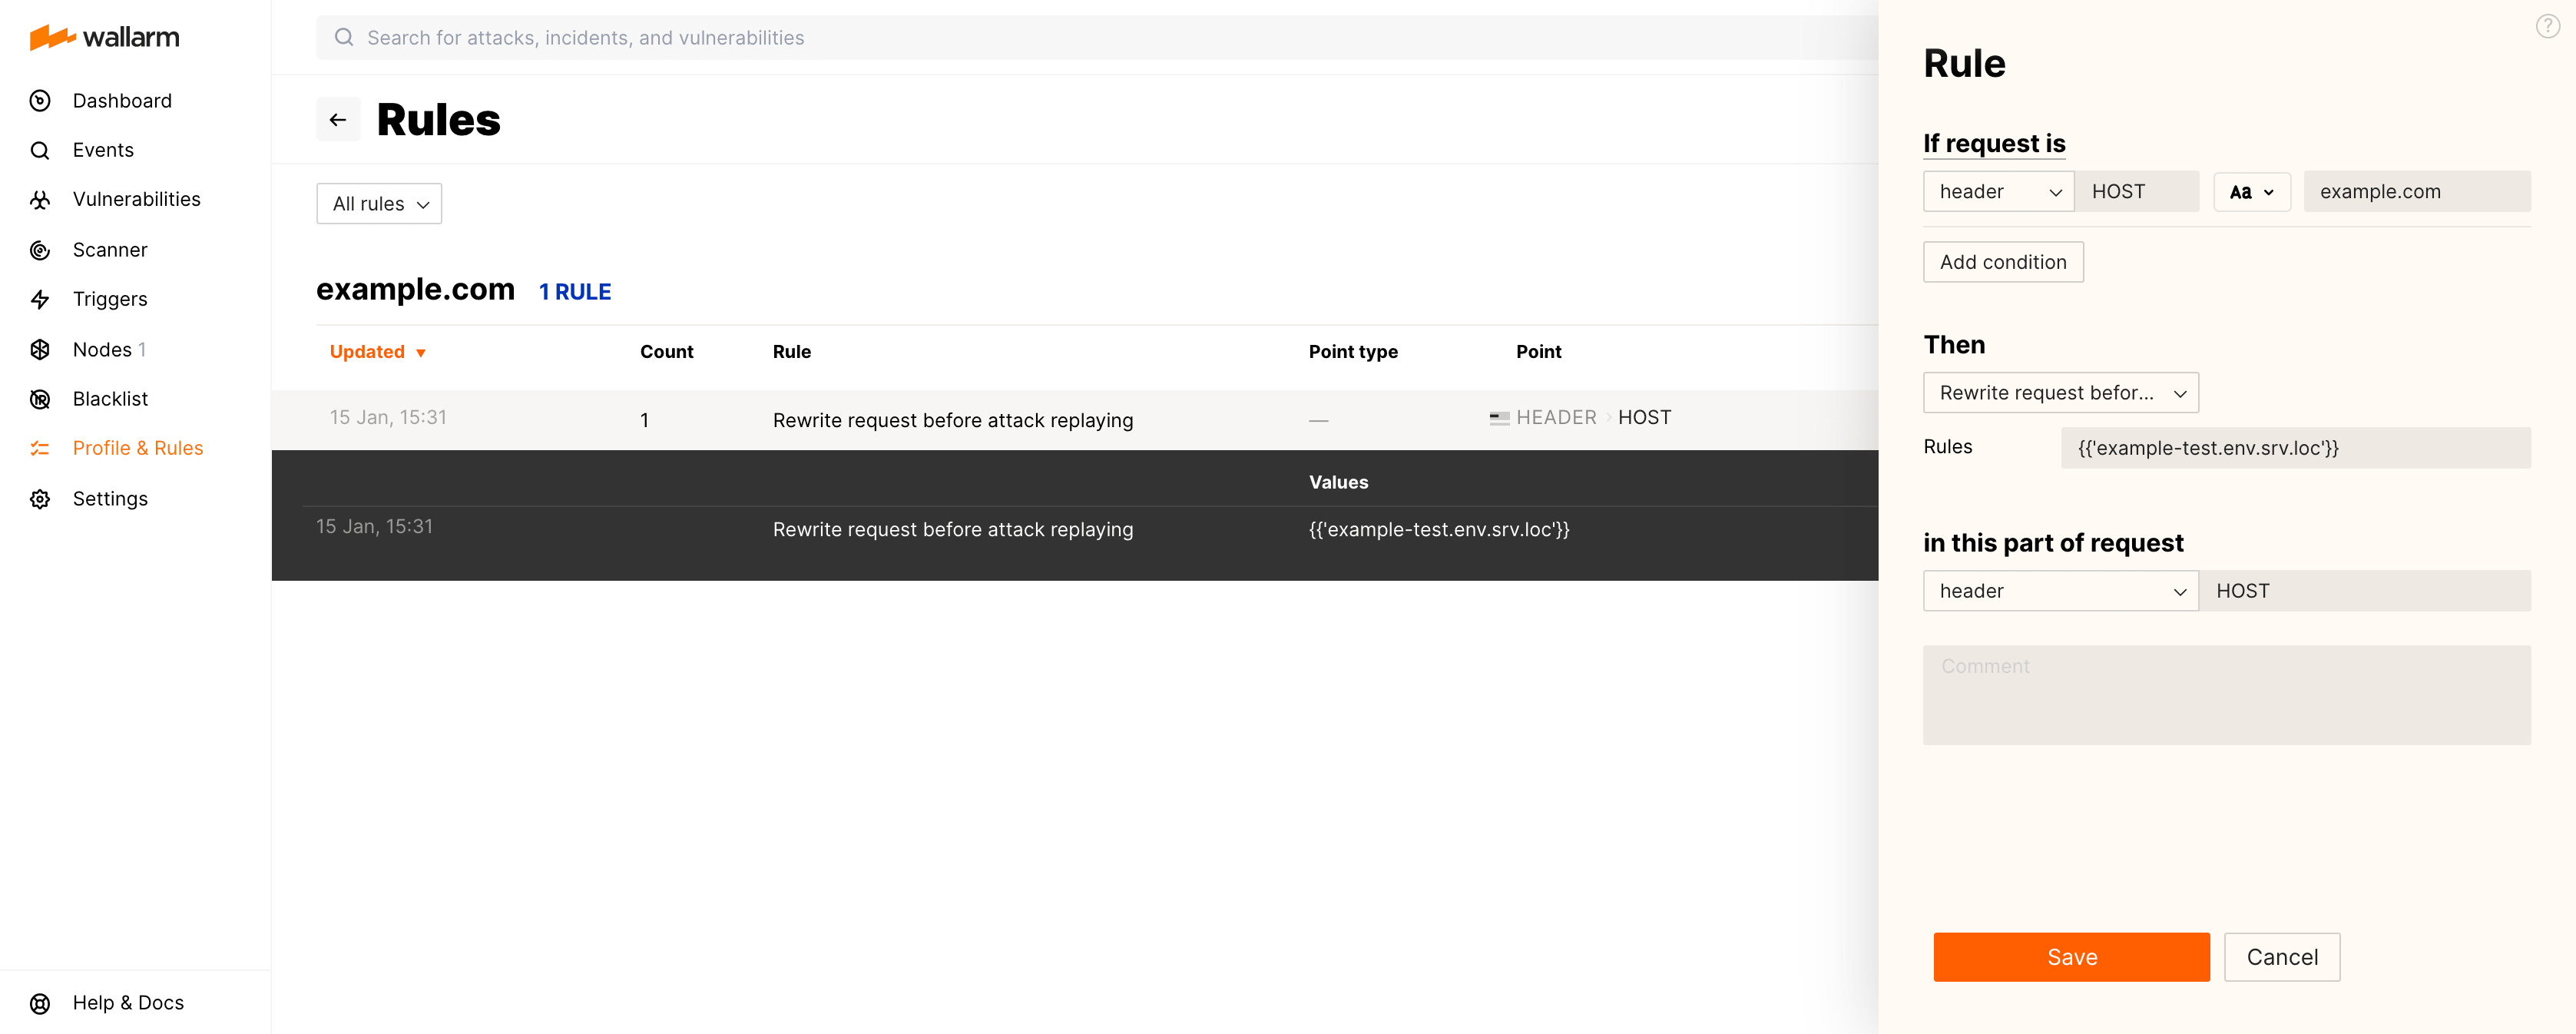 wallarm
Dashboard
Events
Vulnerabilities
Scanner
Triggers
Nodes 1
Blacklist
Profile & Rules
Settings
Help & Docs
Search for attacks, incidents, and vulnerabilities
Rules
All rules
example.com 1 RULE
Updated ▼ Count Rule Point type Point
15 Jan, 15:31 1 Rewrite request before attack replaying — HEADER › HOST
Values
15 Jan, 15:31 Rewrite request before attack replaying {{'example-test.env.srv.loc'}}
?
Rule
If request is
header HOST Aa example.com
Add condition
Then
Rewrite request befor...
Rules {{'example-test.env.srv.loc'}}
in this part of request
header HOST
Comment
Save Cancel